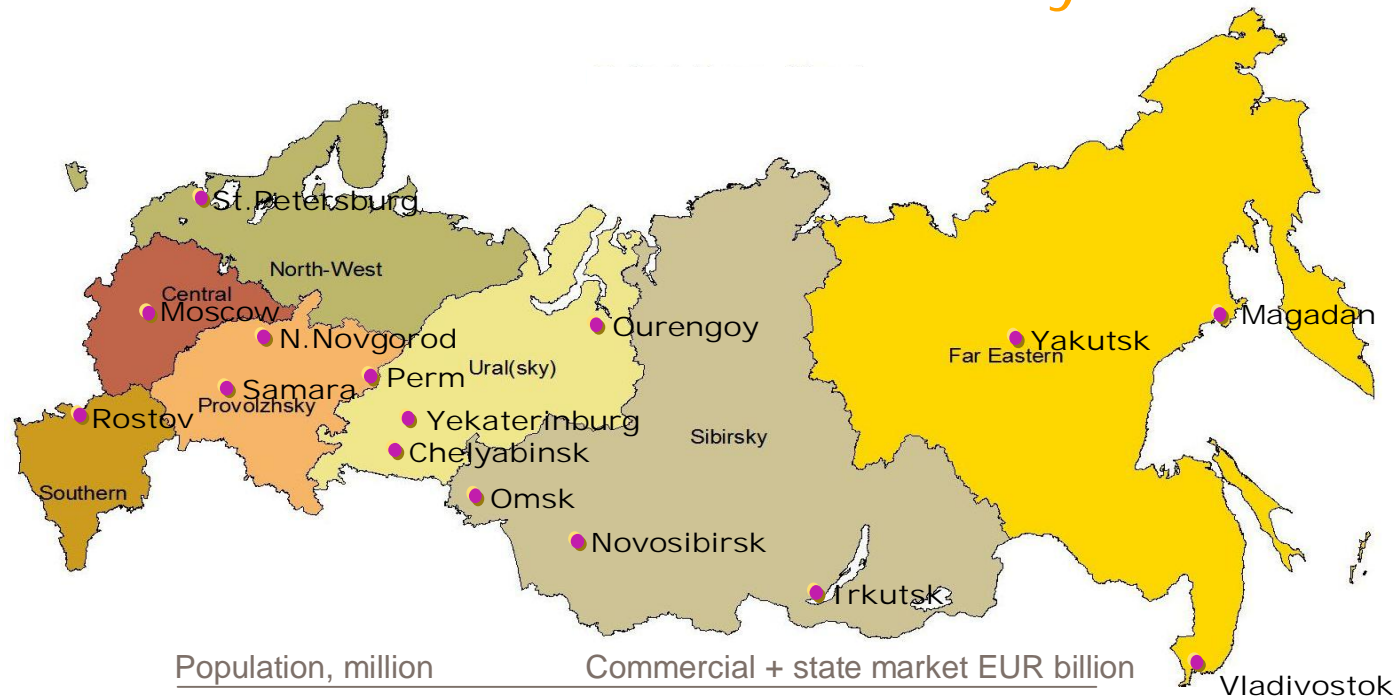 St.Petersburg
North-West
Central
Moscow
N.Novgorod
Ourengoy
Magadan
Yakutsk
Far Eastern
Perm
Ural(sky)
Samara
Provolzhsky
Rostov
Yekaterinburg
Sibirsky
Chelyabinsk
Southern
Omsk
Novosibirsk
Irkutsk
Population, million
Commercial + state market EUR billion
Vladivostok